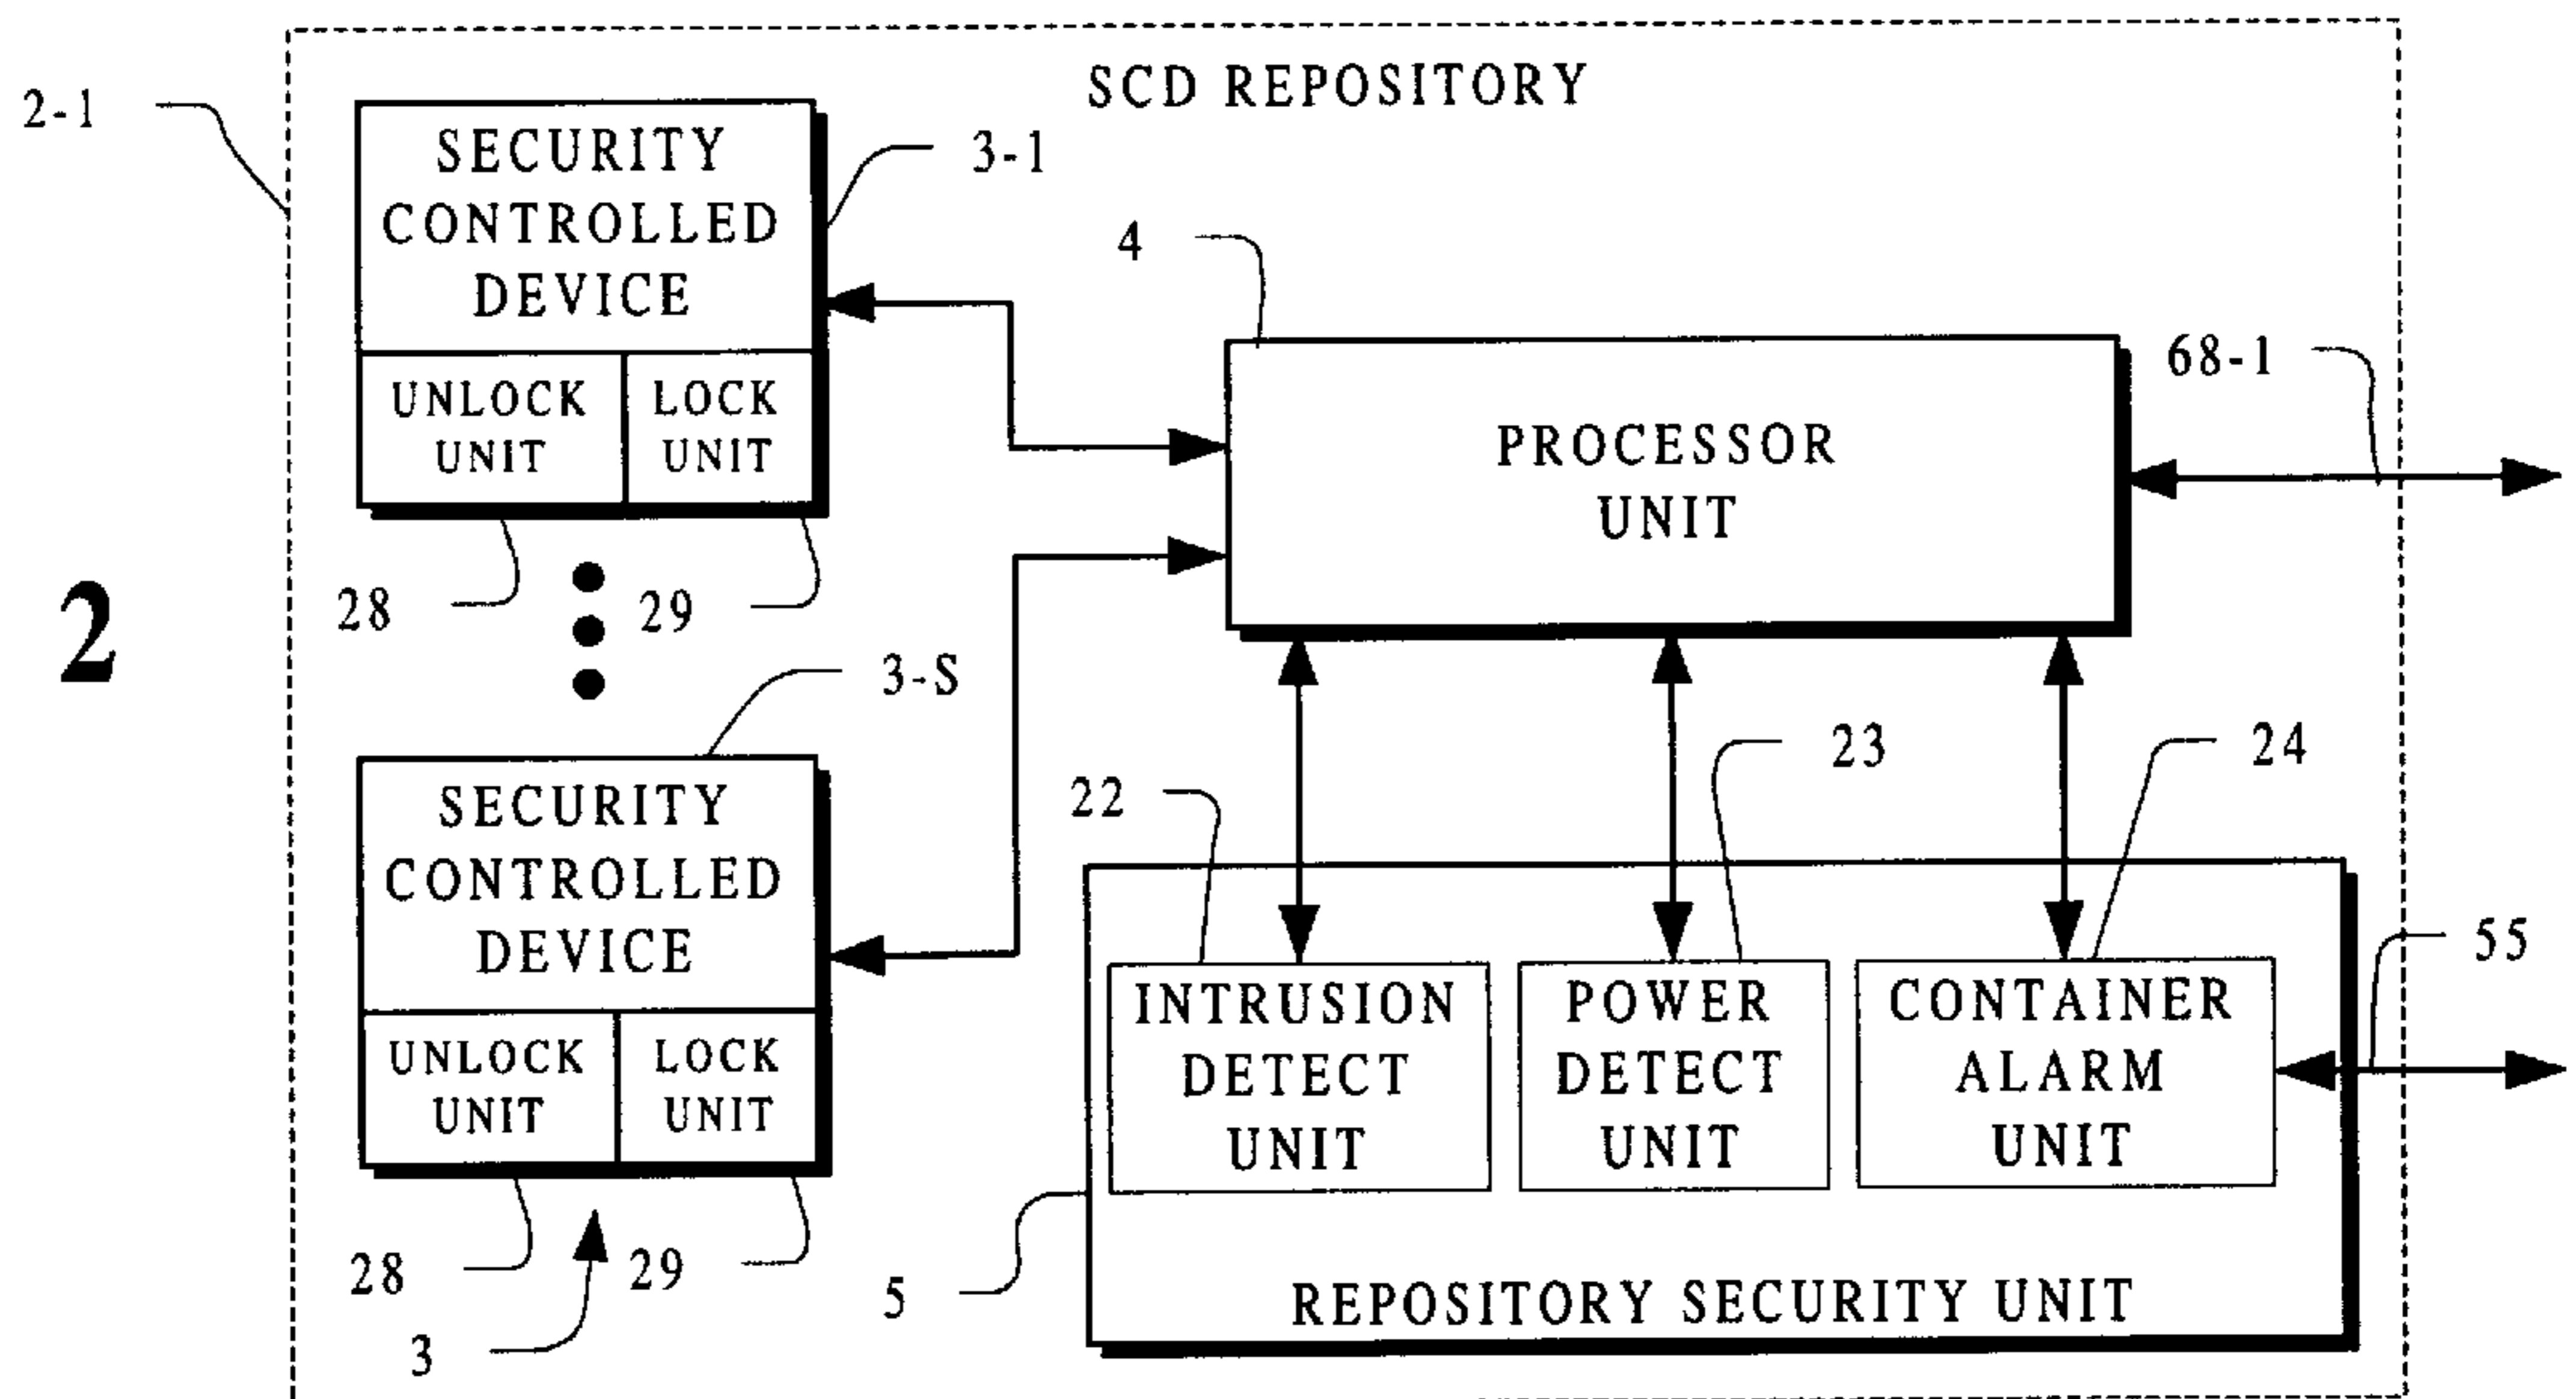 SCD REPOSITORY
2-1
SECURITY
CONTROLLED
DEVICE
3-1
UNLOCK
UNIT
LOCK
UNIT
28
29
4
PROCESSOR
UNIT
68-1
2
3-S
SECURITY
CONTROLLED
DEVICE
UNLOCK
UNIT
LOCK
UNIT
28
29
3
22
23
24
INTRUSION
DETECT
UNIT
POWER
DETECT
UNIT
CONTAINER
ALARM
UNIT
55
5
REPOSITORY SECURITY UNIT